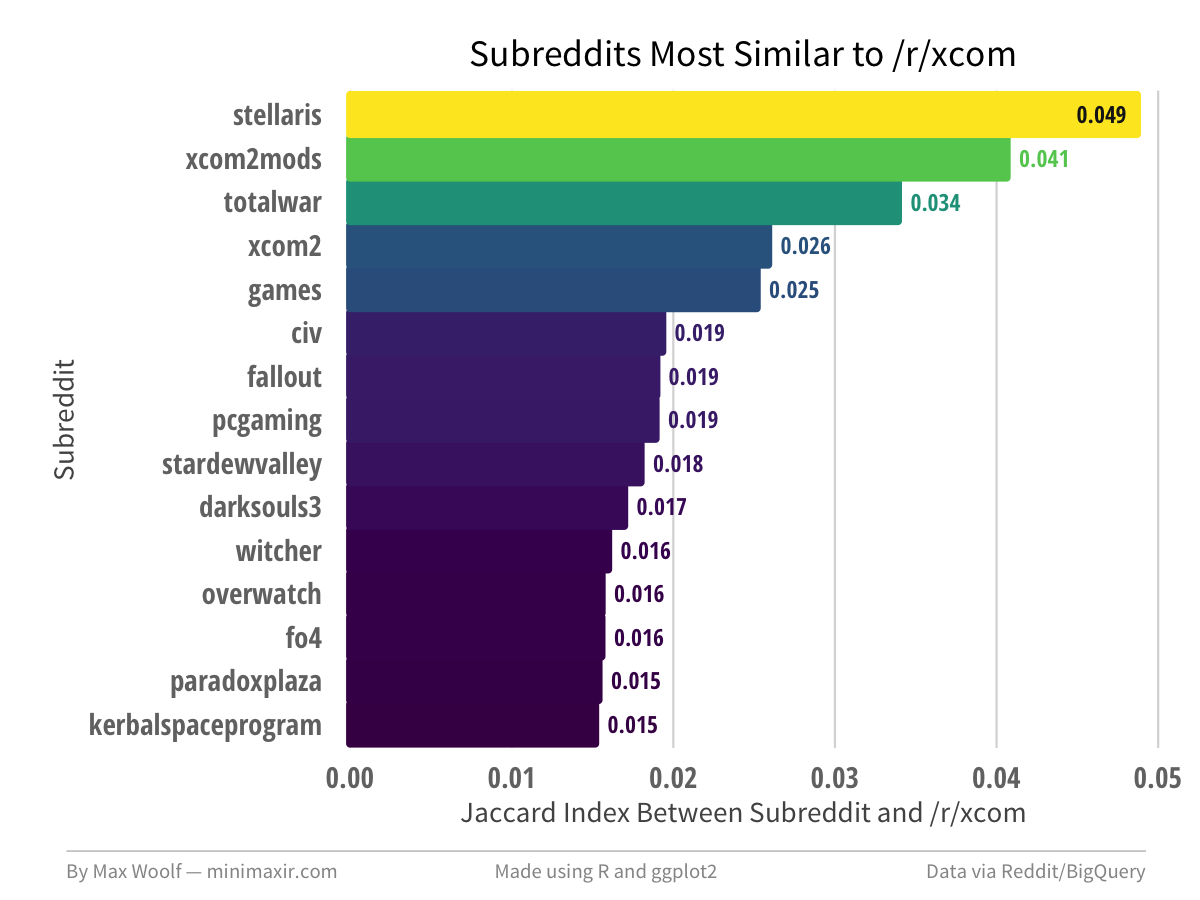 Subreddits Most Similar to /r/xcom
stellaris 0.049
xcom2mods 0.041
totalwar 0.034
xcom2 0.026
games 0.025
civ 0.019
fallout 0.019
pcgaming 0.019
stardewvalley 0.018
darksouls3 0.017
witcher 0.016
overwatch 0.016
fo4 0.016
paradoxplaza 0.015
kerbalspaceprogram 0.015
Subreddit
0.00 0.01 0.02 0.03 0.04 0.05
Jaccard Index Between Subreddit and /r/xcom
By Max Woolf — minimaxir.com Made using R and ggplot2 Data via Reddit/BigQuery